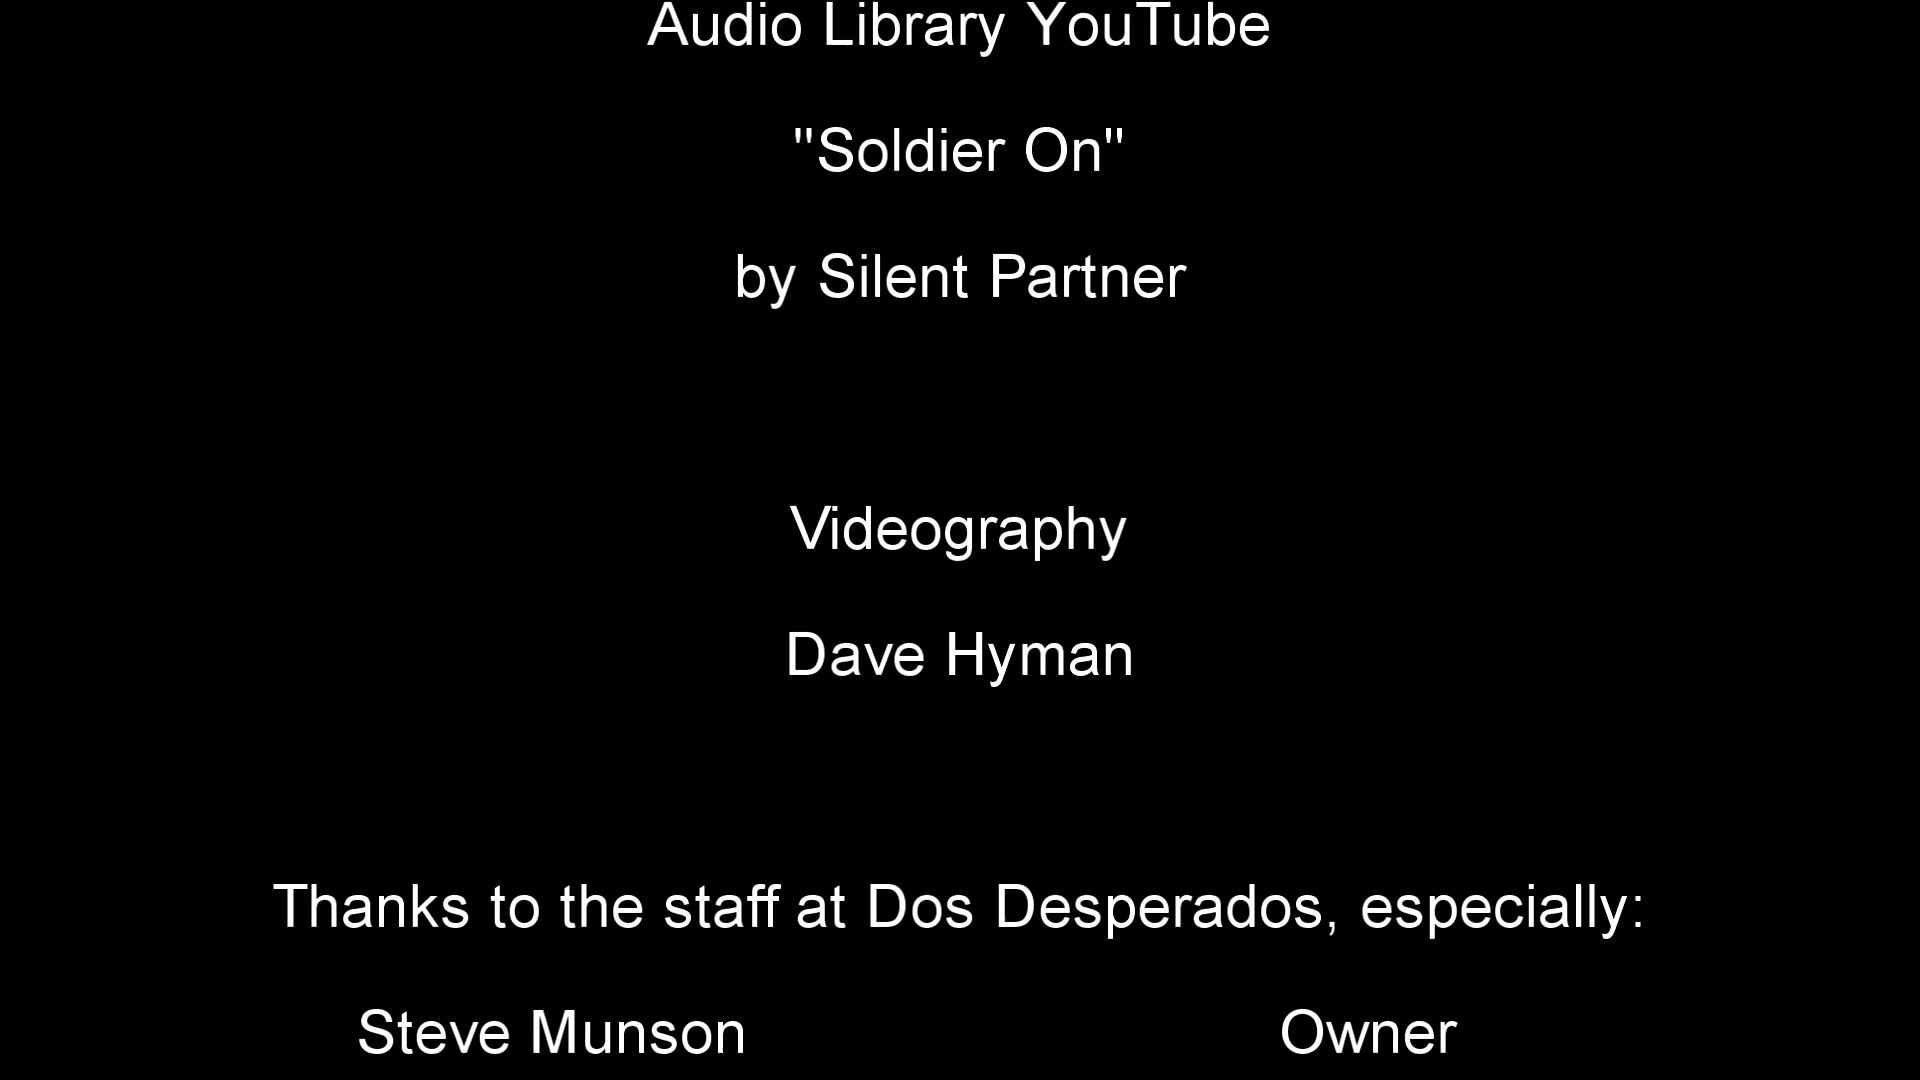 Audio Library YouTube
"Soldier On"
by Silent Partner
Videography
Dave Hyman
Thanks to the staff at Dos Desperados, especially:
Steve Munson Owner